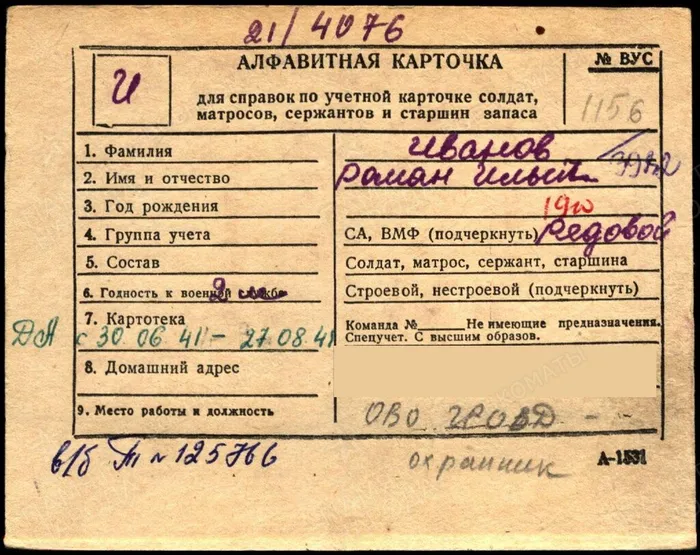 21/4076
АЛФАВИТНАЯ КАРТОЧКА
№ ВУС
И
для справок по учетной карточке солдат,
матросов, сержантов и старшин запаса
1156
1. Фамилия
Иванов
2. Имя и отчество
Роман Ильич
3. Год рождения
4. Группа учета
СА, ВМФ (подчеркнуть) Рядовой
5. Состав
Солдат, матрос, сержант, старшина
6. Годность к военной службе
Строевой, нестроевой (подчеркнуть)
7. Картотека
Команда №______ Не имеющие предназначения.
Спецучет. С высшим образов.
ДА с 30.06.41 - 27.08.41
8. Домашний адрес
9. Место работы и должность
ОВО
охранник
в/б № 125766
А-1531